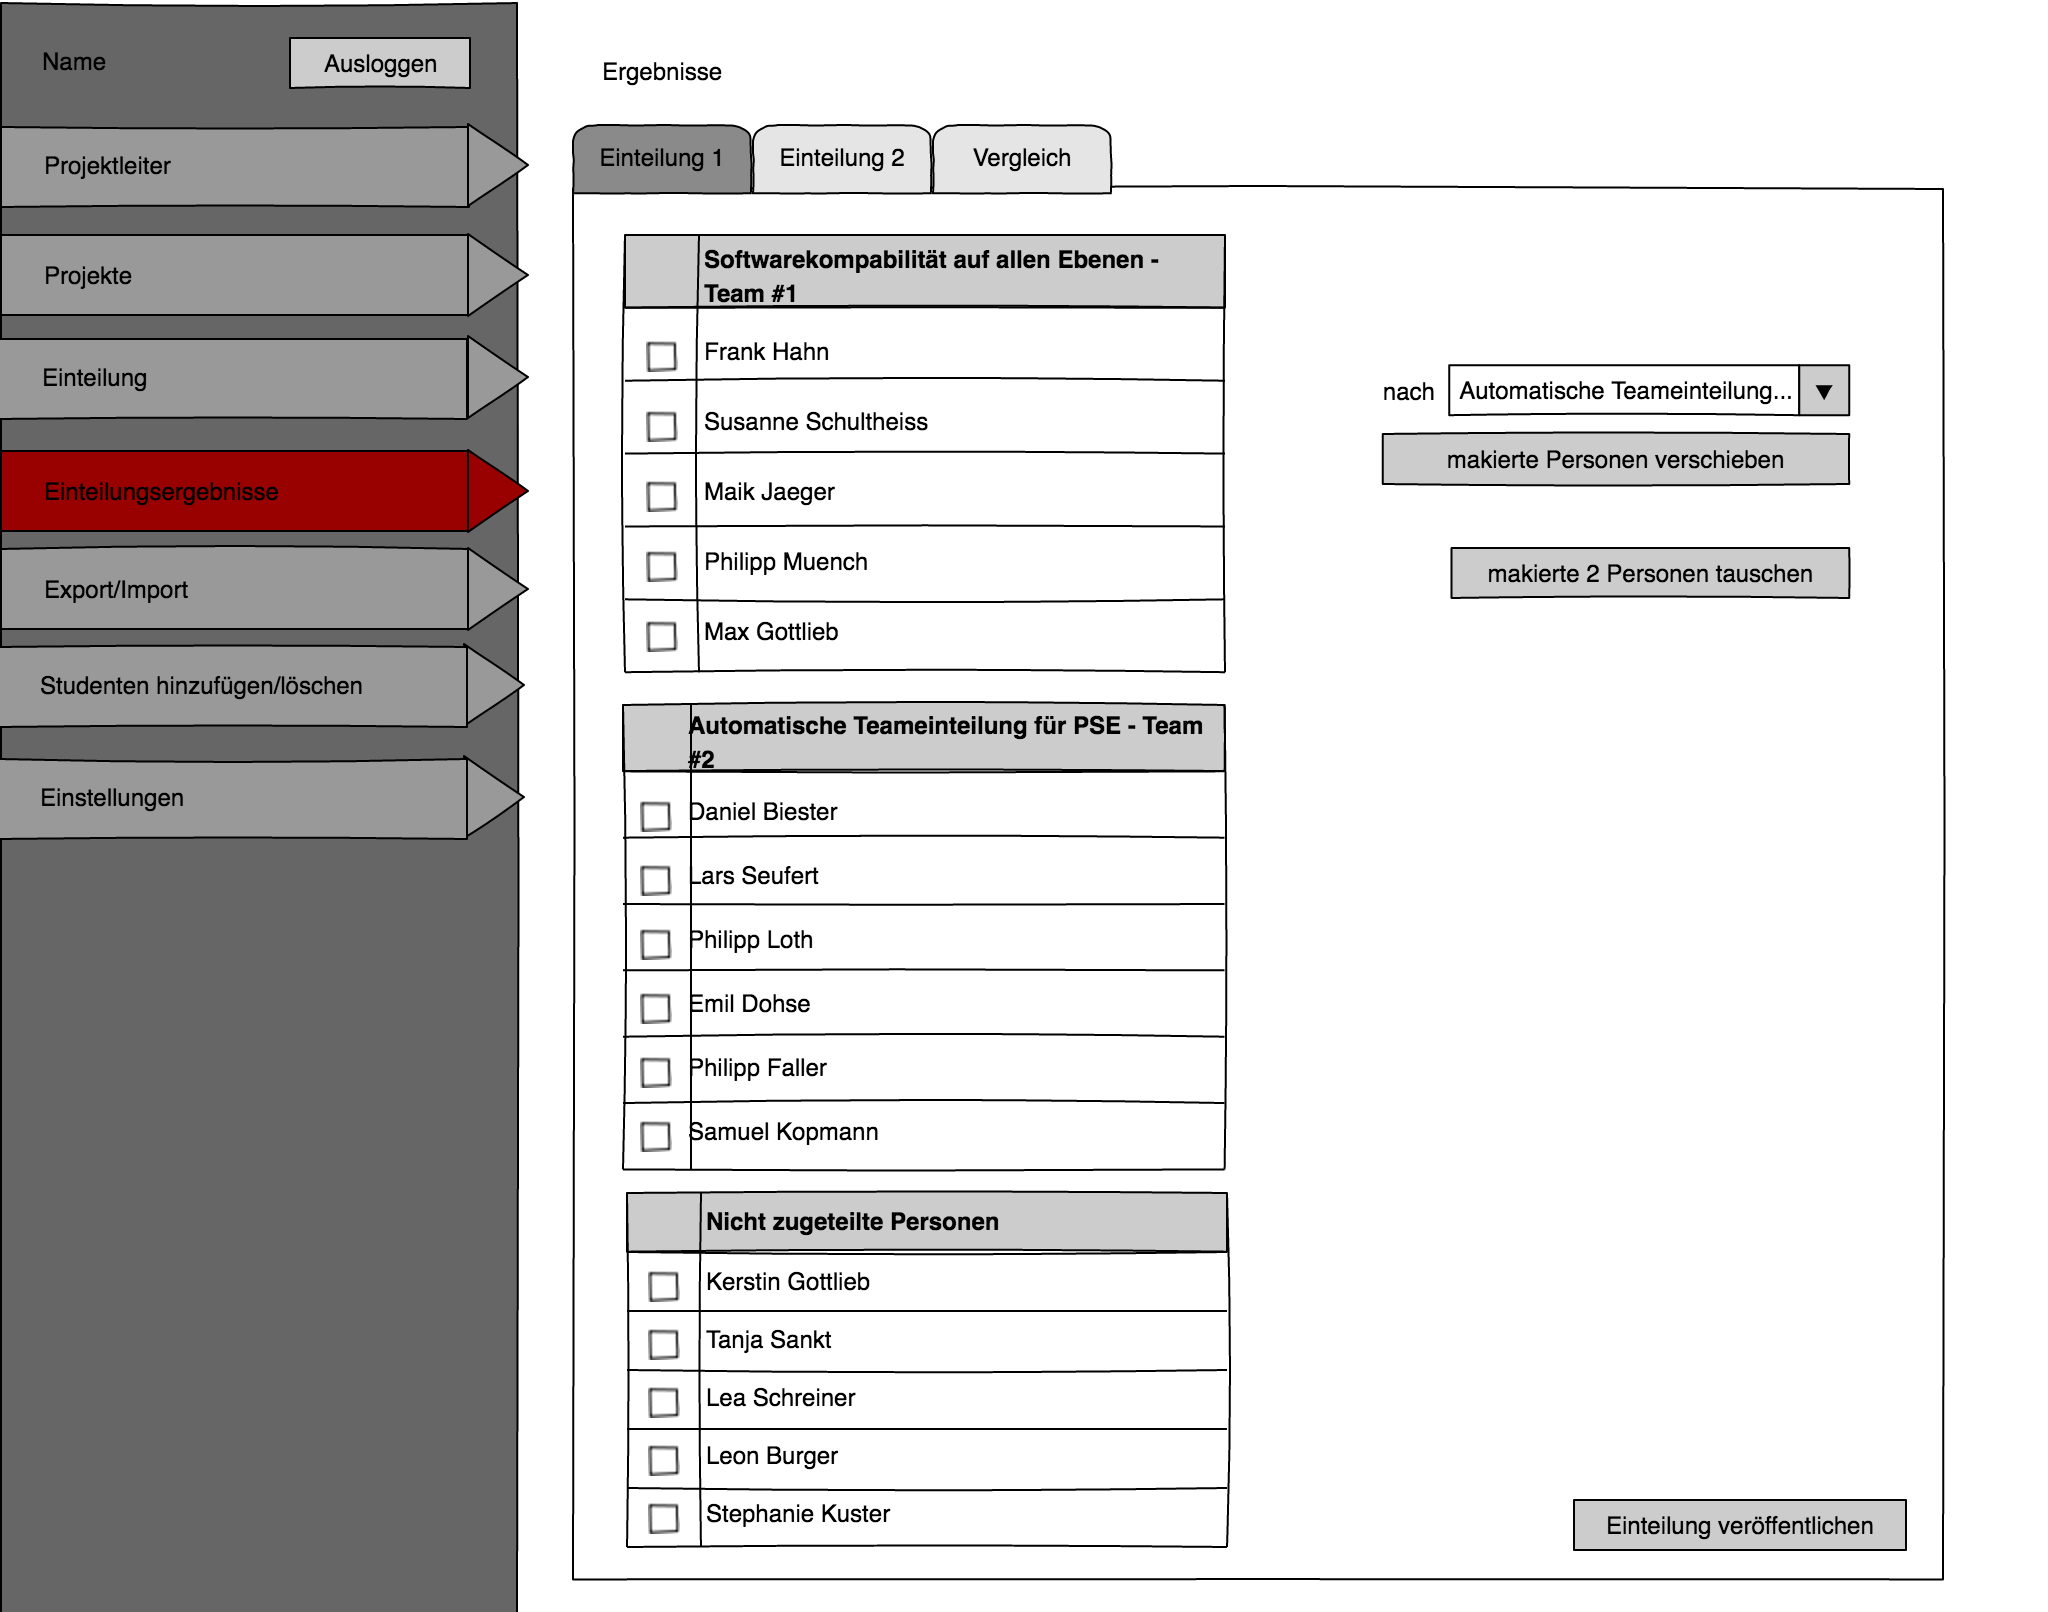 Name
Ausloggen
Projektleiter
Projekte
Einteilung
Einteilungsergebnisse
Export/Import
Studenten hinzufügen/löschen
Einstellungen
Ergebnisse
Einteilung 1
Einteilung 2
Vergleich
Softwarekompabilität auf allen Ebenen -
Team #1
Frank Hahn
Susanne Schultheiss
Maik Jaeger
Philipp Muench
Max Gottlieb
Automatische Teameinteilung für PSE - Team
#2
Daniel Biester
Lars Seufert
Philipp Loth
Emil Dohse
Philipp Faller
Samuel Kopmann
Nicht zugeteilte Personen
Kerstin Gottlieb
Tanja Sankt
Lea Schreiner
Leon Burger
Stephanie Kuster
nach
Automatische Teameinteilung...
makierte Personen verschieben
makierte 2 Personen tauschen
Einteilung veröffentlichen